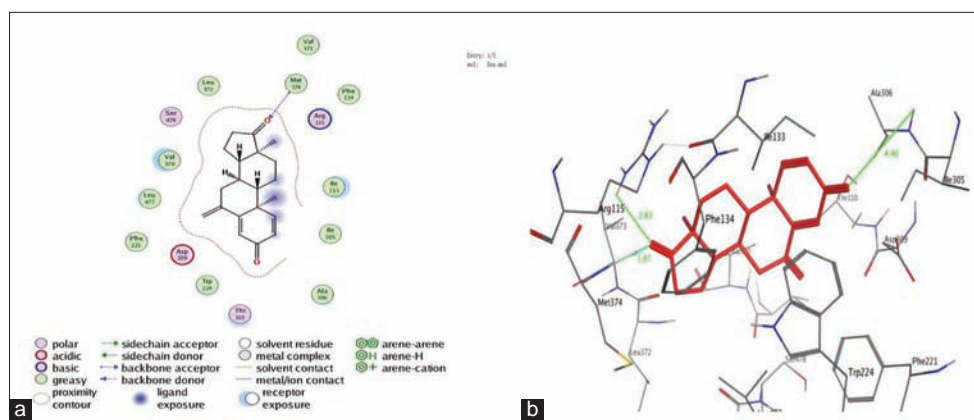 Val
373
Met
374
Leu
372
Phe
134
Ser
478
Arg
115
Val
370
Ile
133
Leu
477
Ile
305
Phe
221
Asp
309
Trp
224
Ala
306
Thr
310
H
H
H
polar
acidic
basic
greasy
proximity
contour
sidechain acceptor
sidechain donor
backbone acceptor
backbone donor
ligand
exposure
solvent residue
metal complex
solvent contact
metal/ion contact
receptor
exposure
arene-arene
H arene-H
+ arene-cation
a
Entry: 1/5
mol: Exe.mol
Ala306
Ile133
Ile305
Thr310
Arg115
Phe134
4.40
2.83
Asp309
Met374
Leu372
Phe221
Trp224
b